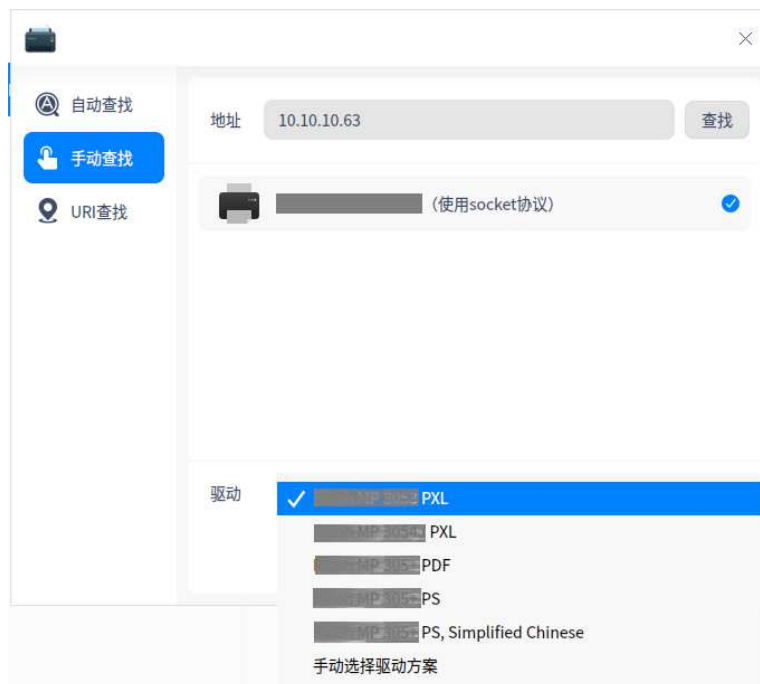 自动查找
手动查找
URI查找
地址
10.10.10.63
查找
（使用socket协议）
驱动
PXL
PXL
PDF
PS
PS, Simplified Chinese
手动选择驱动方案